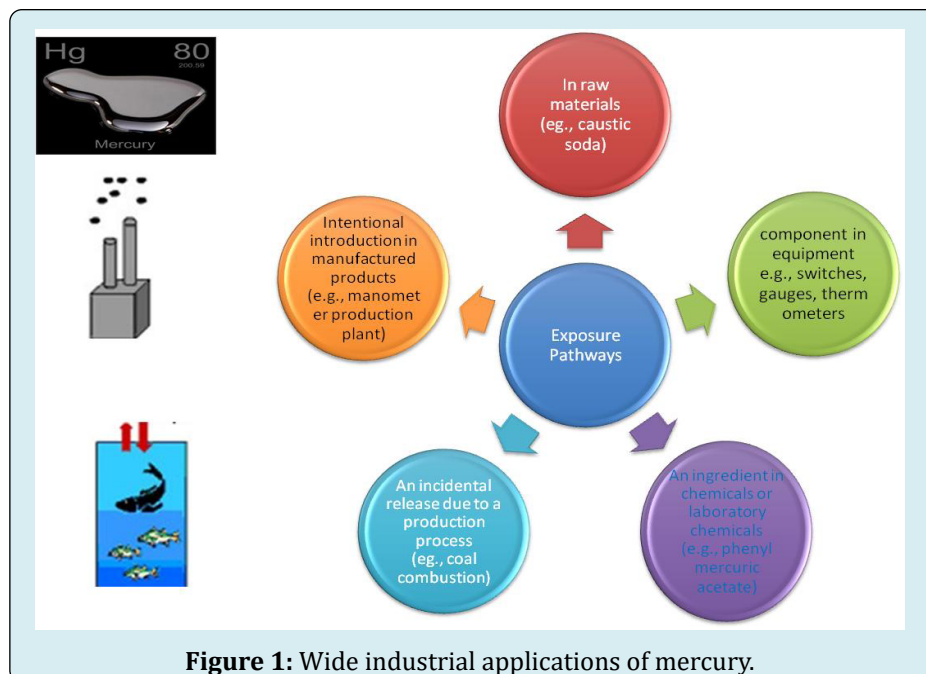 Hg 80
200.59
Mercury
In raw
materials
(eg., caustic
soda)
Intentional
introduction in
manufactured
products
(e.g., manomet
er production
plant)
component in
equipment
e.g., switches,
gauges, therm
ometers
Exposure
Pathways
An incidental
release due to a
production
process
(eg., coal
combustion)
An ingredient in
chemicals or
laboratory
chemicals
(e.g., phenyl
mercuric
acetate)
Figure 1: Wide industrial applications of mercury.